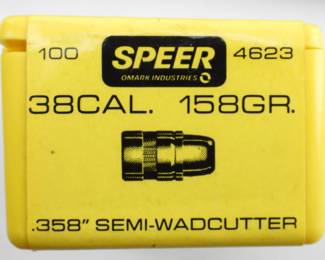 100 SPEER 4623
OMARK INDUSTRIES
38CAL. 158GR.
.358" SEMI-WADCUTTER